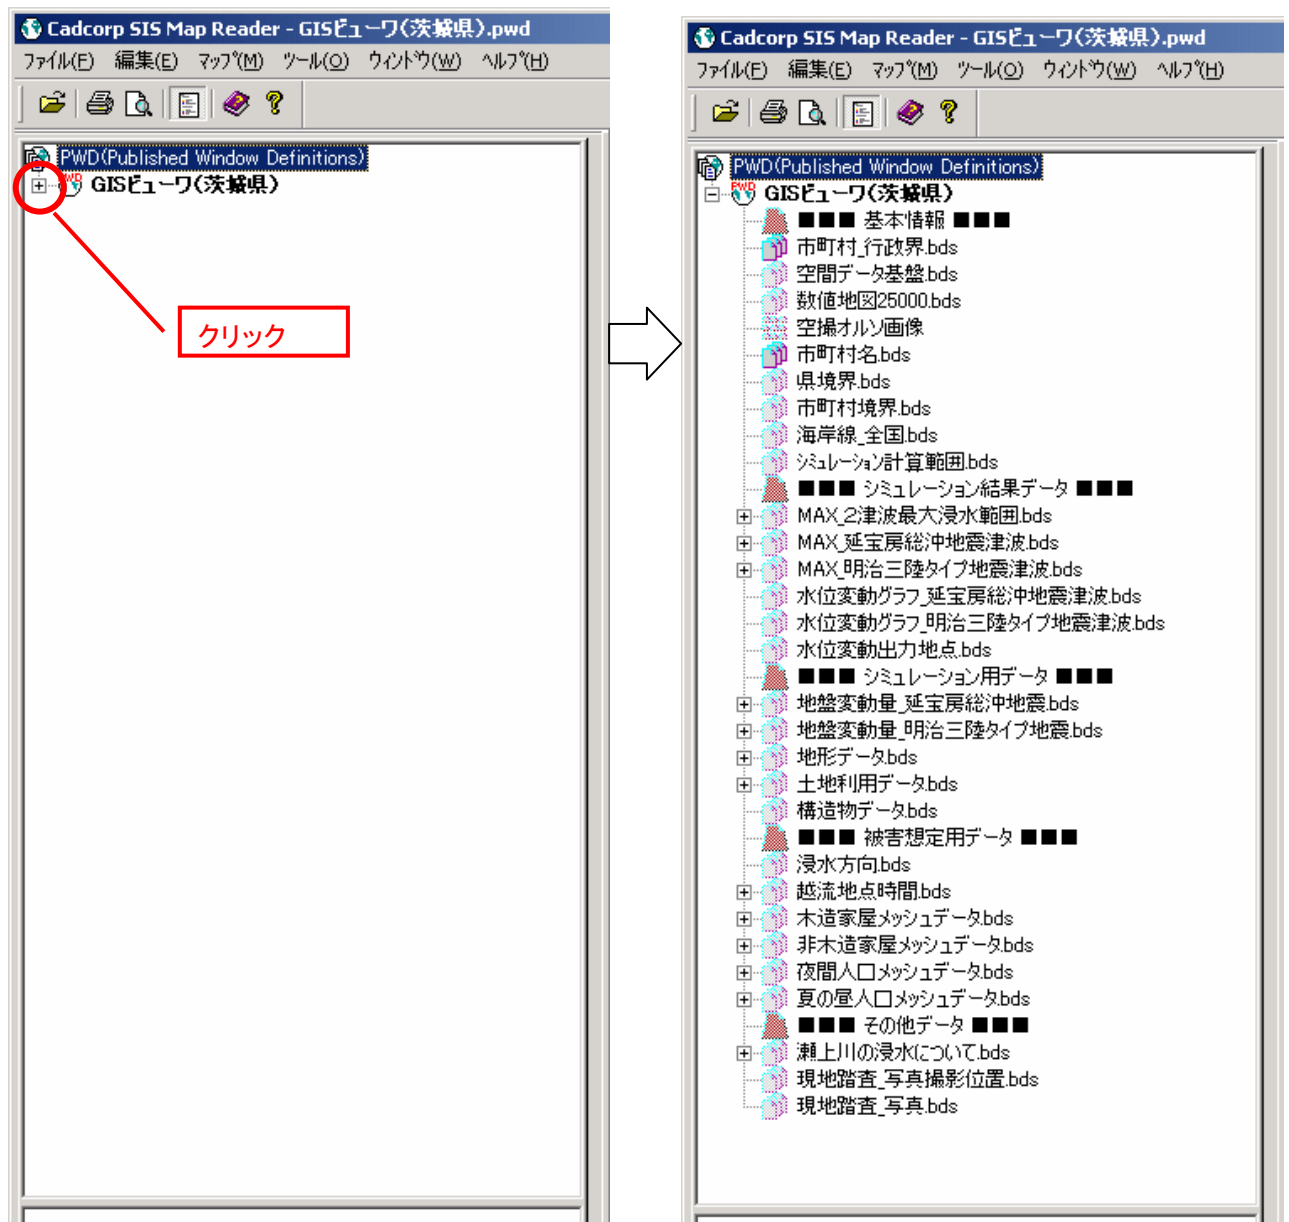 Cadcorp SIS Map Reader - GISビューワ(茨城県).pwd
ファイル(F) 編集(E) マップ(M) ツール(O) ウィンドウ(W) ヘルプ(H)
PWD(Published Window Definitions)
GISビューワ(茨城県)
クリック
Cadcorp SIS Map Reader - GISビューワ(茨城県).pwd
ファイル(F) 編集(E) マップ(M) ツール(O) ウィンドウ(W) ヘルプ(H)
PWD(Published Window Definitions)
GISビューワ(茨城県)
■■■ 基本情報 ■■■
市町村_行政界.bds
空間データ基盤.bds
数値地図25000.bds
空撮オルソ画像
市町村名.bds
県境界.bds
市町村境界.bds
海岸線_全国.bds
シミュレーション計算範囲.bds
■■■ シミュレーション結果データ ■■■
MAX_2津波最大浸水範囲.bds
MAX_延宝房総沖地震津波.bds
MAX_明治三陸タイプ地震津波.bds
水位変動グラフ_延宝房総沖地震津波.bds
水位変動グラフ_明治三陸タイプ地震津波.bds
水位変動出力地点.bds
■■■ シミュレーション用データ ■■■
地盤変動量_延宝房総沖地震.bds
地盤変動量_明治三陸タイプ地震.bds
地形データ.bds
土地利用データ.bds
構造物データ.bds
■■■ 被害想定用データ ■■■
浸水方向.bds
越流地点時間.bds
木造家屋メッシュデータ.bds
非木造家屋メッシュデータ.bds
夜間人口メッシュデータ.bds
夏の昼人口メッシュデータ.bds
■■■ その他データ ■■■
瀬上川の浸水について.bds
現地踏査_写真撮影位置.bds
現地踏査_写真.bds